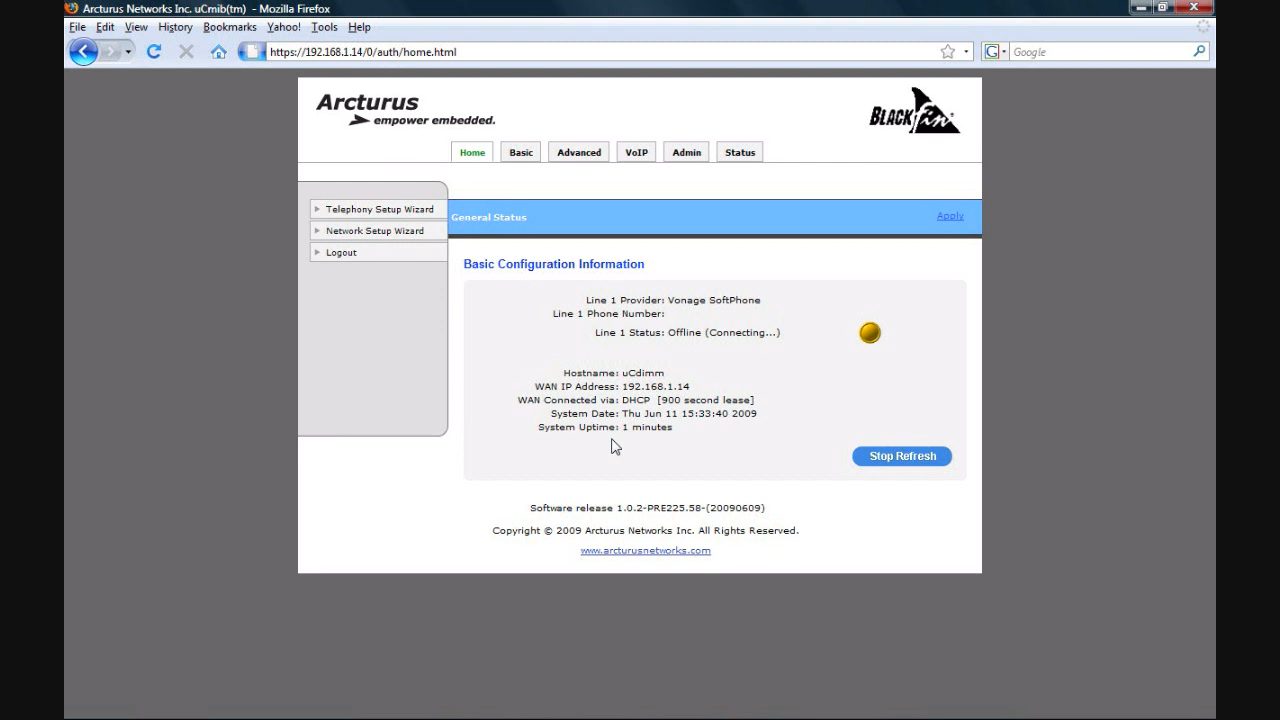 Arcturus Networks Inc. uCmib(tm) - Mozilla Firefox
File Edit View History Bookmarks Yahoo! Tools Help
https://192.168.1.14/0/auth/home.html
G Google
Arcturus
empower embedded.
BLACKfin
Home Basic Advanced VoIP Admin Status
Telephony Setup Wizard
Network Setup Wizard
Logout
General Status Apply
Basic Configuration Information
Line 1 Provider: Vonage SoftPhone
Line 1 Phone Number:
Line 1 Status: Offline (Connecting...)
Hostname: uCdimm
WAN IP Address: 192.168.1.14
WAN Connected via: DHCP [900 second lease]
System Date: Thu Jun 11 15:33:40 2009
System Uptime: 1 minutes
Stop Refresh
Software release 1.0.2-PRE225.58-(20090609)
Copyright © 2009 Arcturus Networks Inc. All Rights Reserved.
www.arcturusnetworks.com